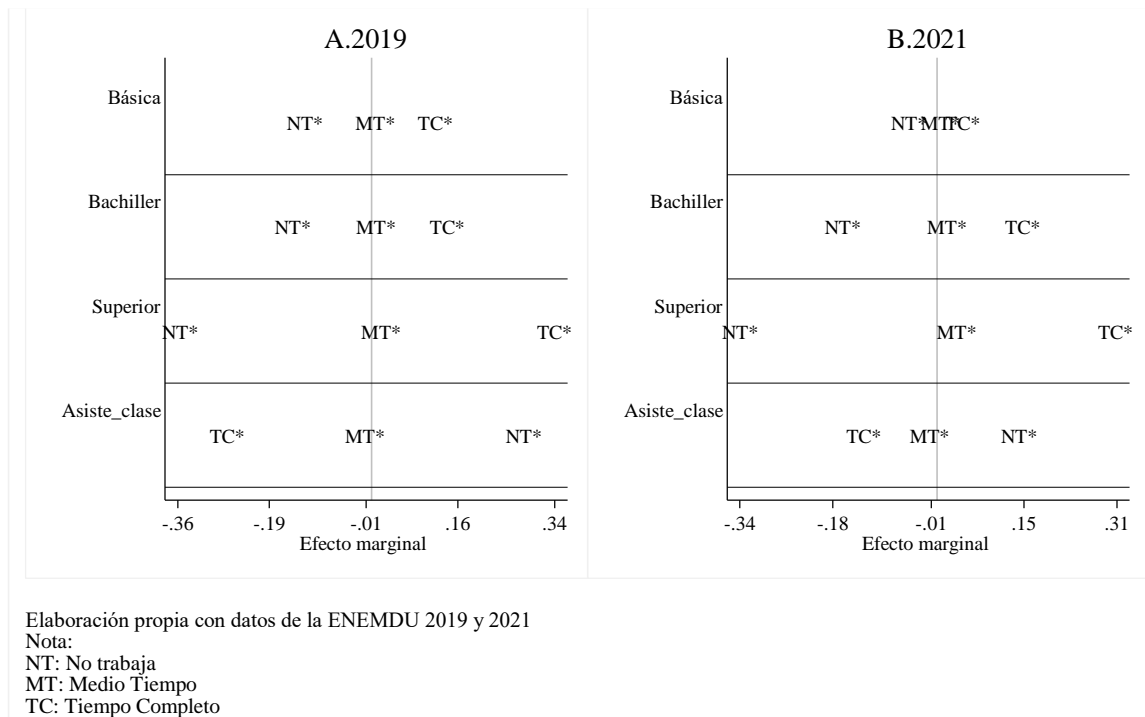 A.2019
Básica
NT* MT* TC*
Bachiller
NT* MT* TC*
Superior
NT* MT* TC*
Asiste_clase
TC* MT* NT*
-.36 -.19 -.01 .16 .34
Efecto marginal
B.2021
Básica
NT* MT* TC*
Bachiller
NT* MT* TC*
Superior
NT* MT* TC*
Asiste_clase
TC* MT* NT*
-.34 -.18 -.01 .15 .31
Efecto marginal
Elaboración propia con datos de la ENEMDU 2019 y 2021
Nota:
NT: No trabaja
MT: Medio Tiempo
TC: Tiempo Completo